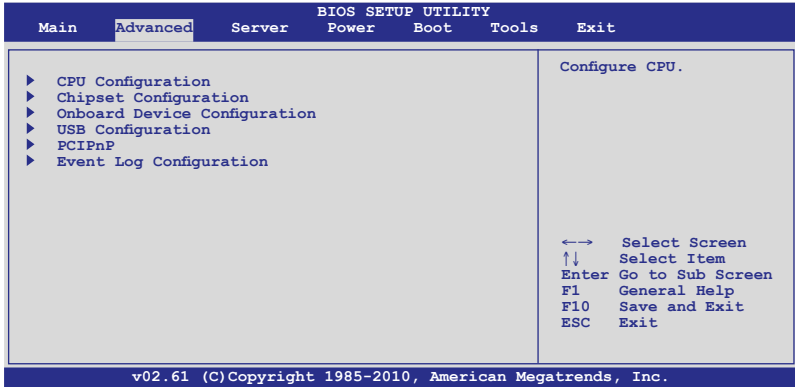 BIOS SETUP UTILITY
Main Advanced Server Power Boot Tools Exit
CPU Configuration
Chipset Configuration
Onboard Device Configuration
USB Configuration
PCIPnP
Event Log Configuration
Configure CPU.
←→ Select Screen
↑↓ Select Item
Enter Go to Sub Screen
F1 General Help
F10 Save and Exit
ESC Exit
v02.61 (C)Copyright 1985-2010, American Megatrends, Inc.